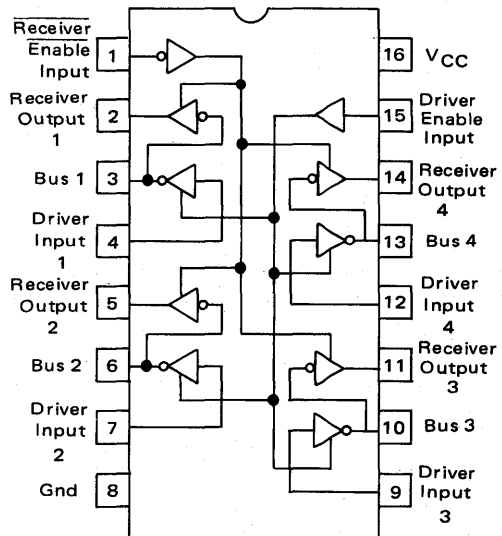 Receiver
Enable
Input
1
Receiver
Output
1
2
Bus 1
3
Driver
Input
1
4
Receiver
Output
2
5
Bus 2
6
Driver
Input
2
7
Gnd
8
16
VCC
15
Driver
Enable
Input
14
Receiver
Output
4
13
Bus 4
12
Driver
Input
4
11
Receiver
Output
3
10
Bus 3
9
Driver
Input
3